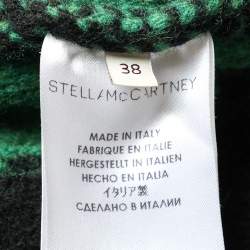 38
STELLA McCARTNEY
MADE IN ITALY
FABRIQUE EN ITALIE
HERGESTELLT IN ITALIEN
HECHO EN ITALIA
イタリア製
СДЕЛАНО В ИТАЛИИ